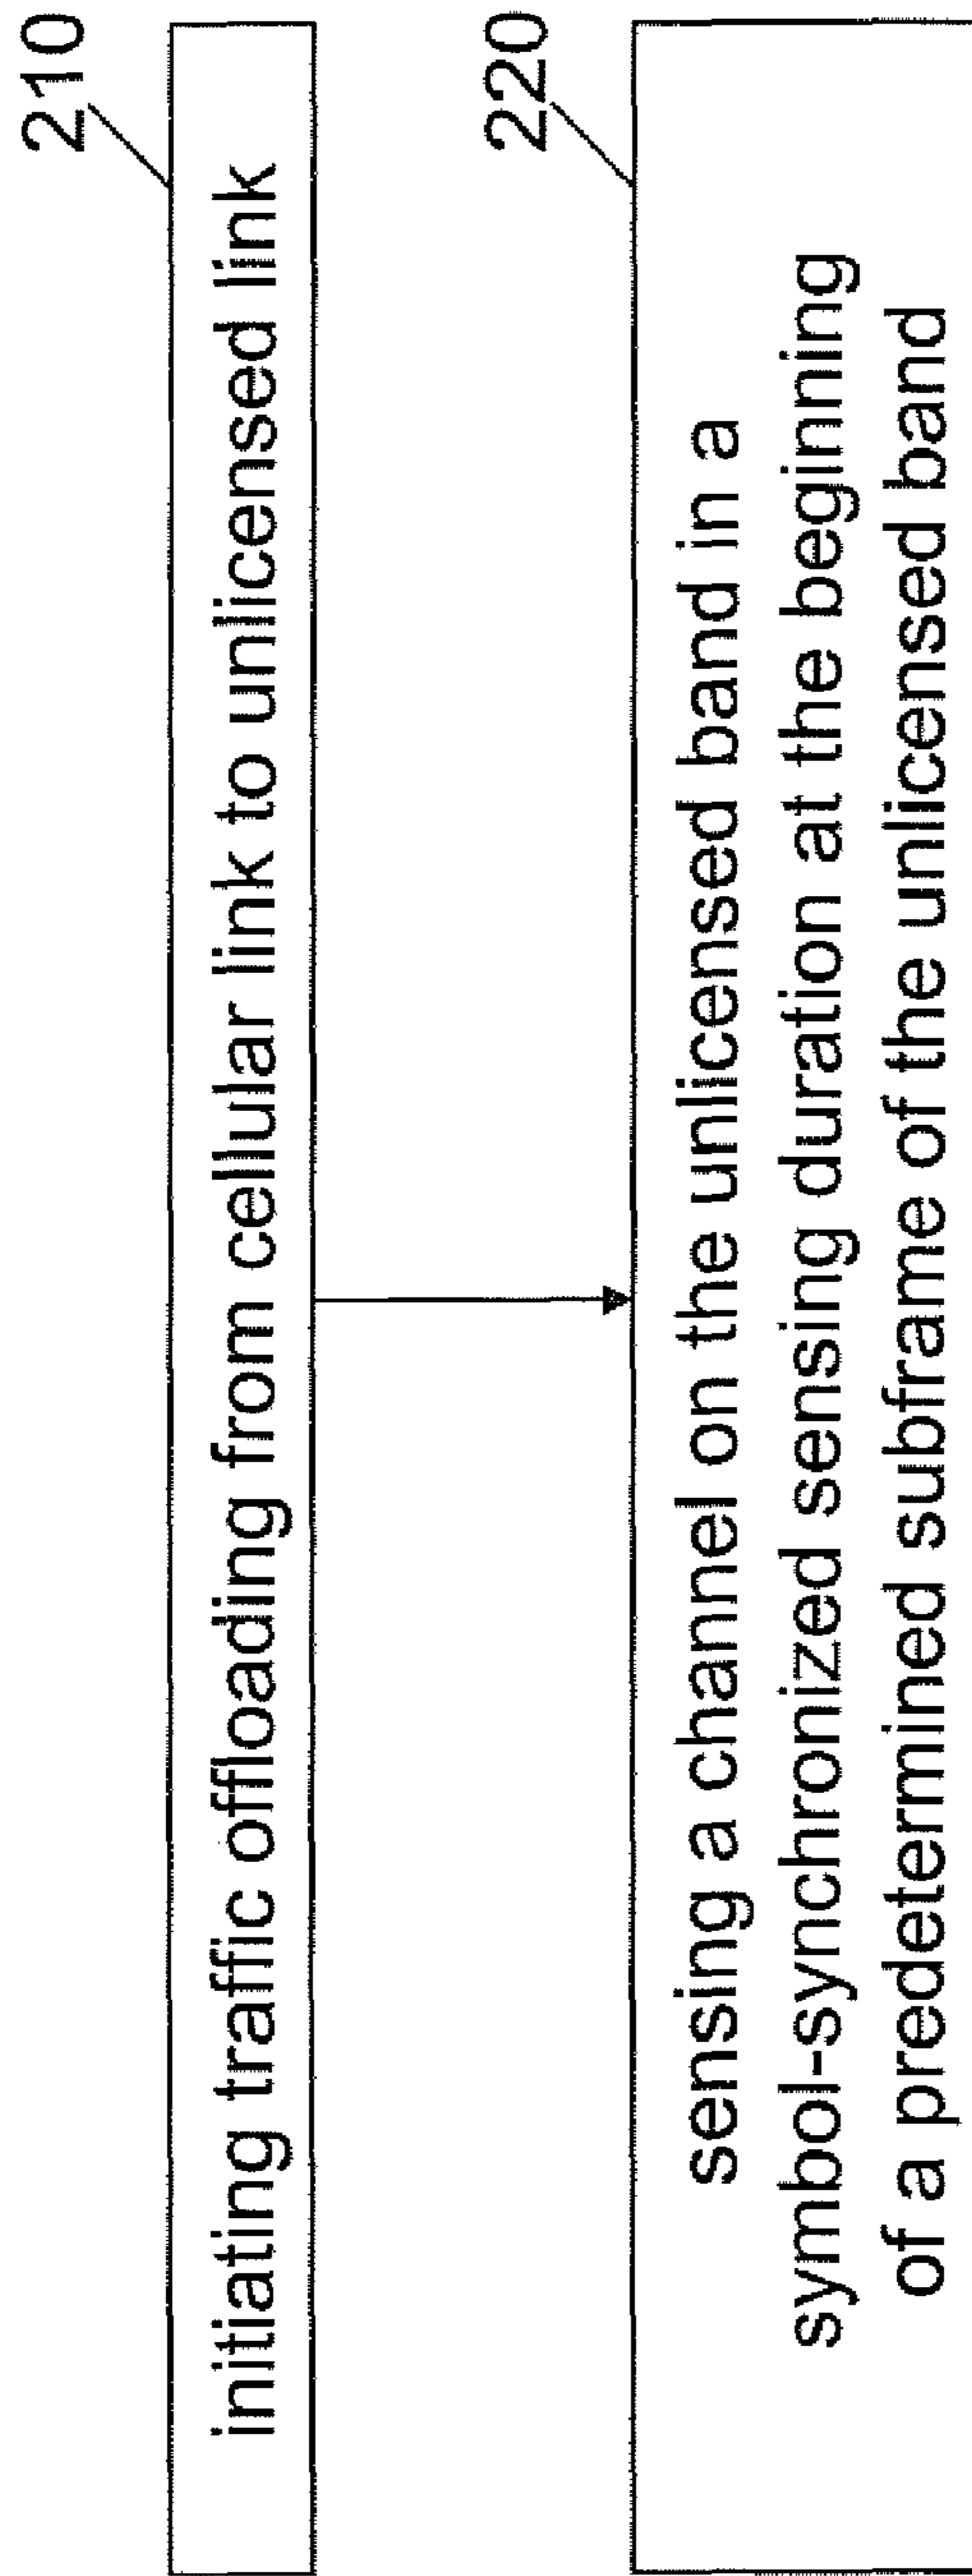 210
initiating traffic offloading from cellular link to unlicensed link
220
sensing a channel on the unlicensed band in a
symbol-synchronized sensing duration at the beginning
of a predetermined subframe of the unlicensed band